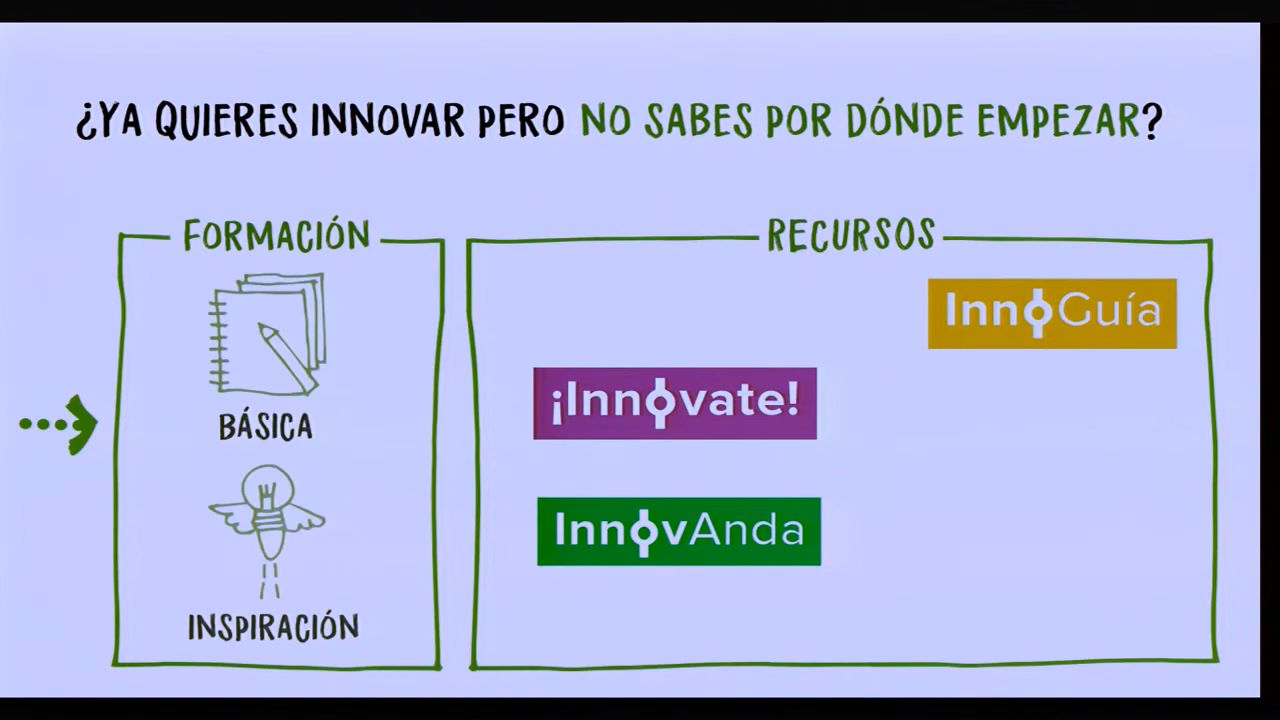 ¿YA QUIERES INNOVAR PERO NO SABES POR DÓNDE EMPEZAR?
FORMACIÓN
BÁSICA
INSPIRACIÓN
RECURSOS
InnoGuía
¡Innovate!
InnovAnda